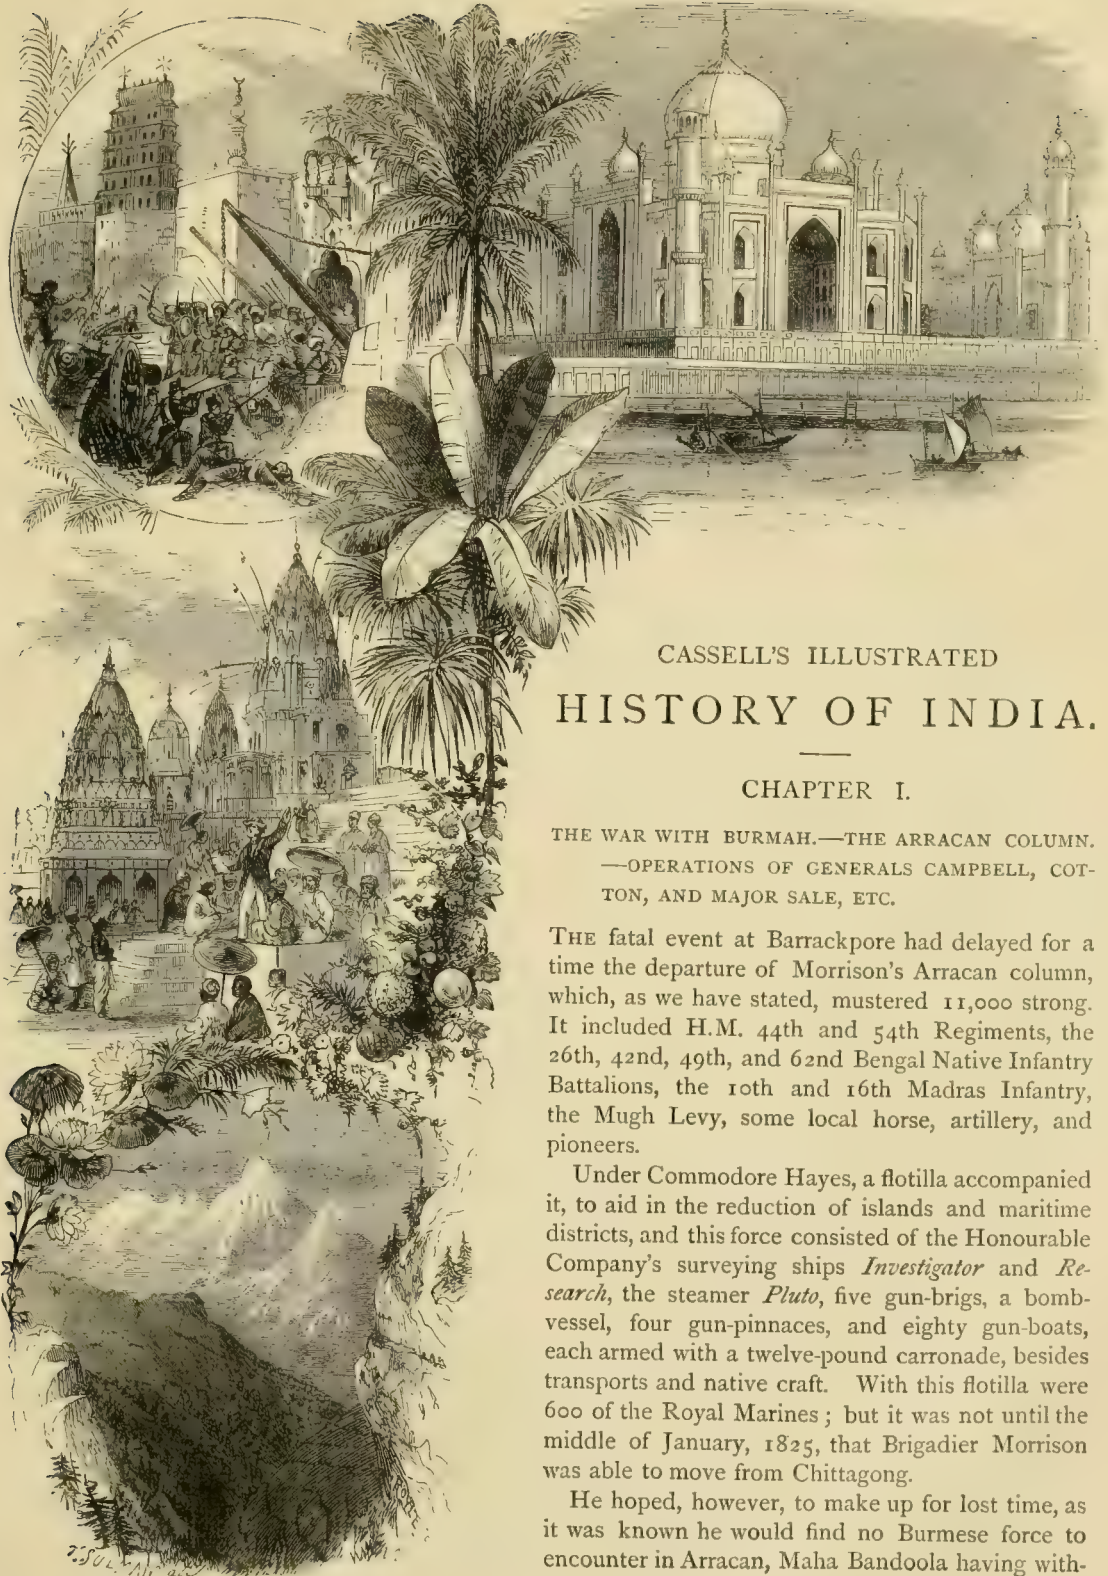 CASSELL'S ILLUSTRATED
HISTORY OF INDIA.
CHAPTER I.
THE WAR WITH BURMAH.—THE ARRACAN COLUMN.
—OPERATIONS OF GENERALS CAMPBELL, COT-
TON, AND MAJOR SALE, ETC.
THE fatal event at Barrackpore had delayed for a
time the departure of Morrison's Arracan column,
which, as we have stated, mustered 11,000 strong.
It included H.M. 44th and 54th Regiments, the
26th, 42nd, 49th, and 62nd Bengal Native Infantry
Battalions, the 10th and 16th Madras Infantry,
the Mugh Levy, some local horse, artillery, and
pioneers.
Under Commodore Hayes, a flotilla accompanied
it, to aid in the reduction of islands and maritime
districts, and this force consisted of the Honourable
Company's surveying ships Investigator and Re-
search, the steamer Pluto, five gun-brigs, a bomb-
vessel, four gun-pinnaces, and eighty gun-boats,
each armed with a twelve-pound carronade, besides
transports and native craft. With this flotilla were
600 of the Royal Marines; but it was not until the
middle of January, 1825, that Brigadier Morrison
was able to move from Chittagong.
He hoped, however, to make up for lost time, as
it was known he would find no Burmese force to
encounter in Arracan, Maha Bandoola having with-